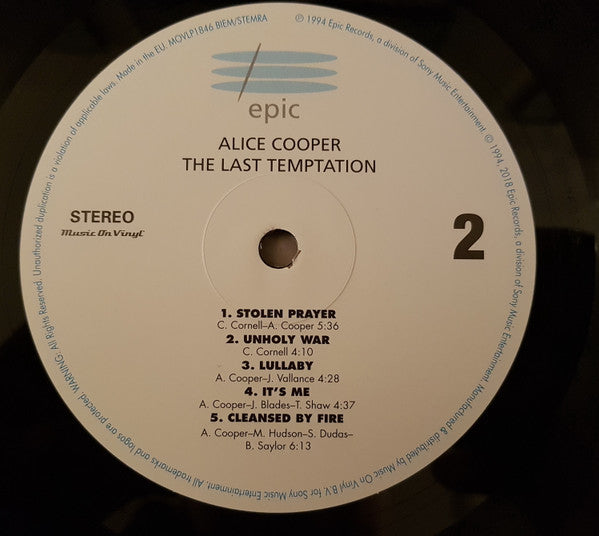 epic
ALICE COOPER
THE LAST TEMPTATION
STEREO
Music On Vinyl
2
1. STOLEN PRAYER
C. Cornell–A. Cooper 5:36
2. UNHOLY WAR
C. Cornell 4:10
3. LULLABY
A. Cooper–J. Vallance 4:28
4. IT'S ME
A. Cooper–J. Blades–T. Shaw 4:37
5. CLEANSED BY FIRE
A. Cooper–M. Hudson–S. Dudas–
B. Saylor 6:13
℗ 1994 Epic Records, a division of Sony Music Entertainment. © 1994, 2018 Epic Records, a division of Sony Music Entertainment. Manufactured & distributed by Music On Vinyl B.V. for Sony Music Entertainment. All trademarks and logos are protected. WARNING: All Rights Reserved. Unauthorized duplication is a violation of applicable laws. Made in the EU. MOVLP1846 BIEM/STEMRA